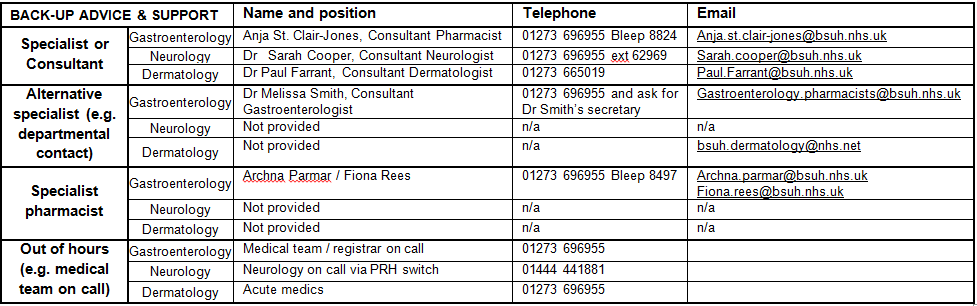 BACK-UP ADVICE & SUPPORT Name and position Telephone Email
Specialist or Consultant Gastroenterology Anja St. Clair-Jones, Consultant Pharmacist 01273 696955 Bleep 8824 Anja.st.clair-jones@bsuh.nhs.uk
Neurology Dr Sarah Cooper, Consultant Neurologist 01273 696955 ext 62969 Sarah.cooper@bsuh.nhs.uk
Dermatology Dr Paul Farrant, Consultant Dermatologist 01273 665019 Paul.Farrant@bsuh.nhs.uk
Alternative specialist (e.g. departmental contact) Gastroenterology Dr Melissa Smith, Consultant Gastroenterologist 01273 696955 and ask for Dr Smith's secretary Gastroenterology.pharmacists@bsuh.nhs.uk
Neurology Not provided n/a n/a
Dermatology Not provided n/a bsuh.dermatology@nhs.net
Specialist pharmacist Gastroenterology Archna Parmar / Fiona Rees 01273 696955 Bleep 8497 Archna.parmar@bsuh.nhs.uk
Fiona.rees@bsuh.nhs.uk
Neurology Not provided n/a n/a
Dermatology Not provided n/a n/a
Out of hours (e.g. medical team on call) Gastroenterology Medical team / registrar on call 01273 696955
Neurology Neurology on call via PRH switch 01444 441881
Dermatology Acute medics 01273 696955